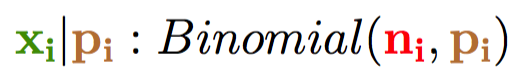 xᵢ|pᵢ : Binomial(nᵢ, pᵢ)